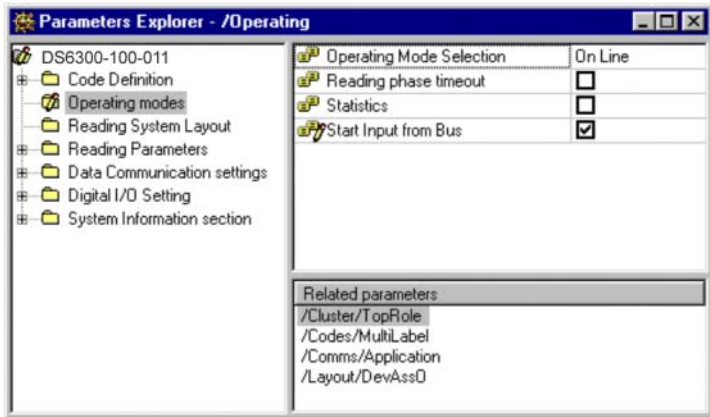 Parameters Explorer - /Operating
DS6300-100-011
Code Definition
Operating modes
Reading System Layout
Reading Parameters
Data Communication settings
Digital I/O Setting
System Information section
Operating Mode Selection On Line
Reading phase timeout
Statistics
Start Input from Bus
Related parameters
/Cluster/TopRole
/Codes/MultiLabel
/Comms/Application
/Layout/DevAss0